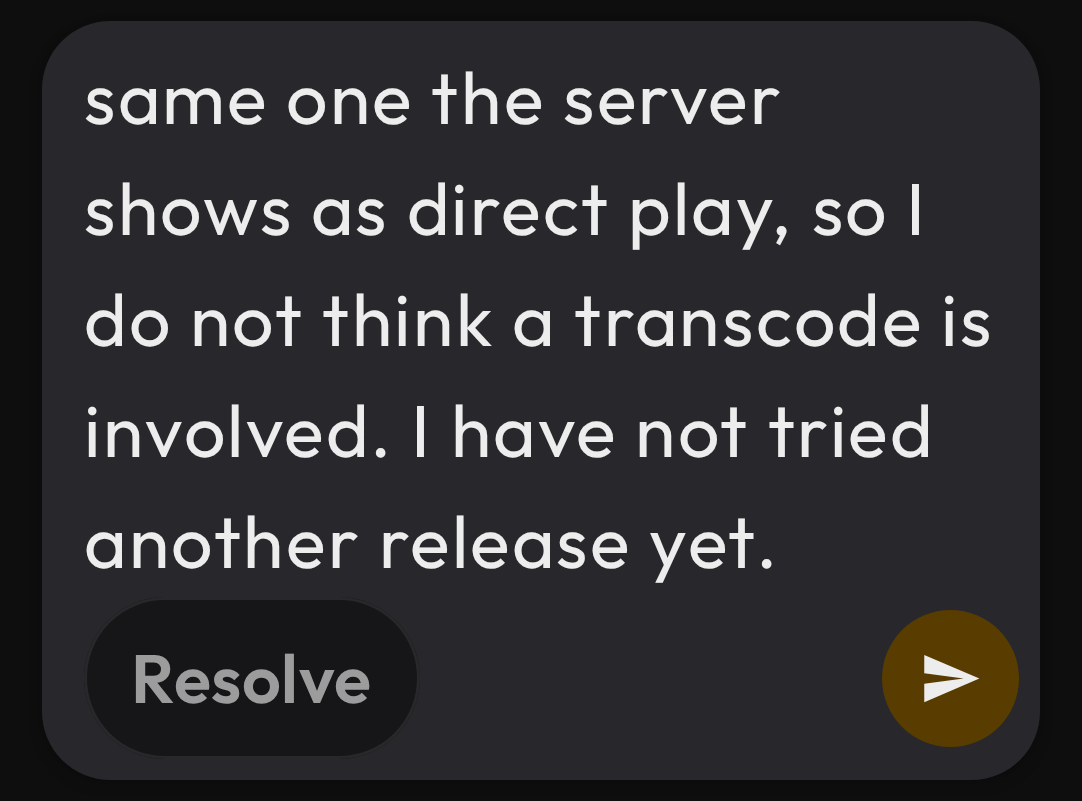 same one the server
shows as direct play, so I
do not think a transcode is
involved. I have not tried
another release yet.
Resolve